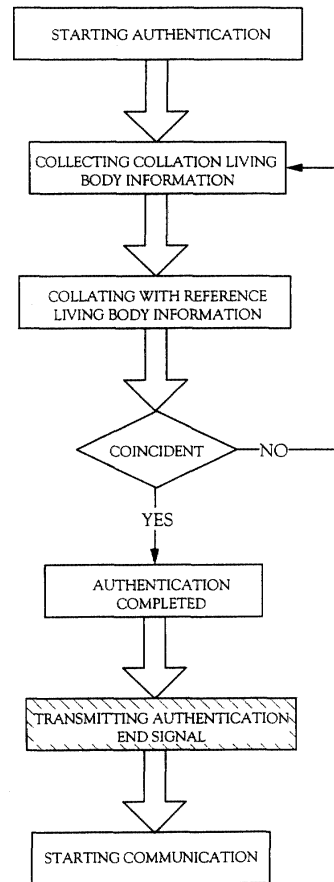 STARTING AUTHENTICATION
COLLECTING COLLATION LIVING
BODY INFORMATION
COLLATING WITH REFERENCE
LIVING BODY INFORMATION
COINCIDENT
NO
YES
AUTHENTICATION
COMPLETED
TRANSMITTING AUTHENTICATION
END SIGNAL
STARTING COMMUNICATION